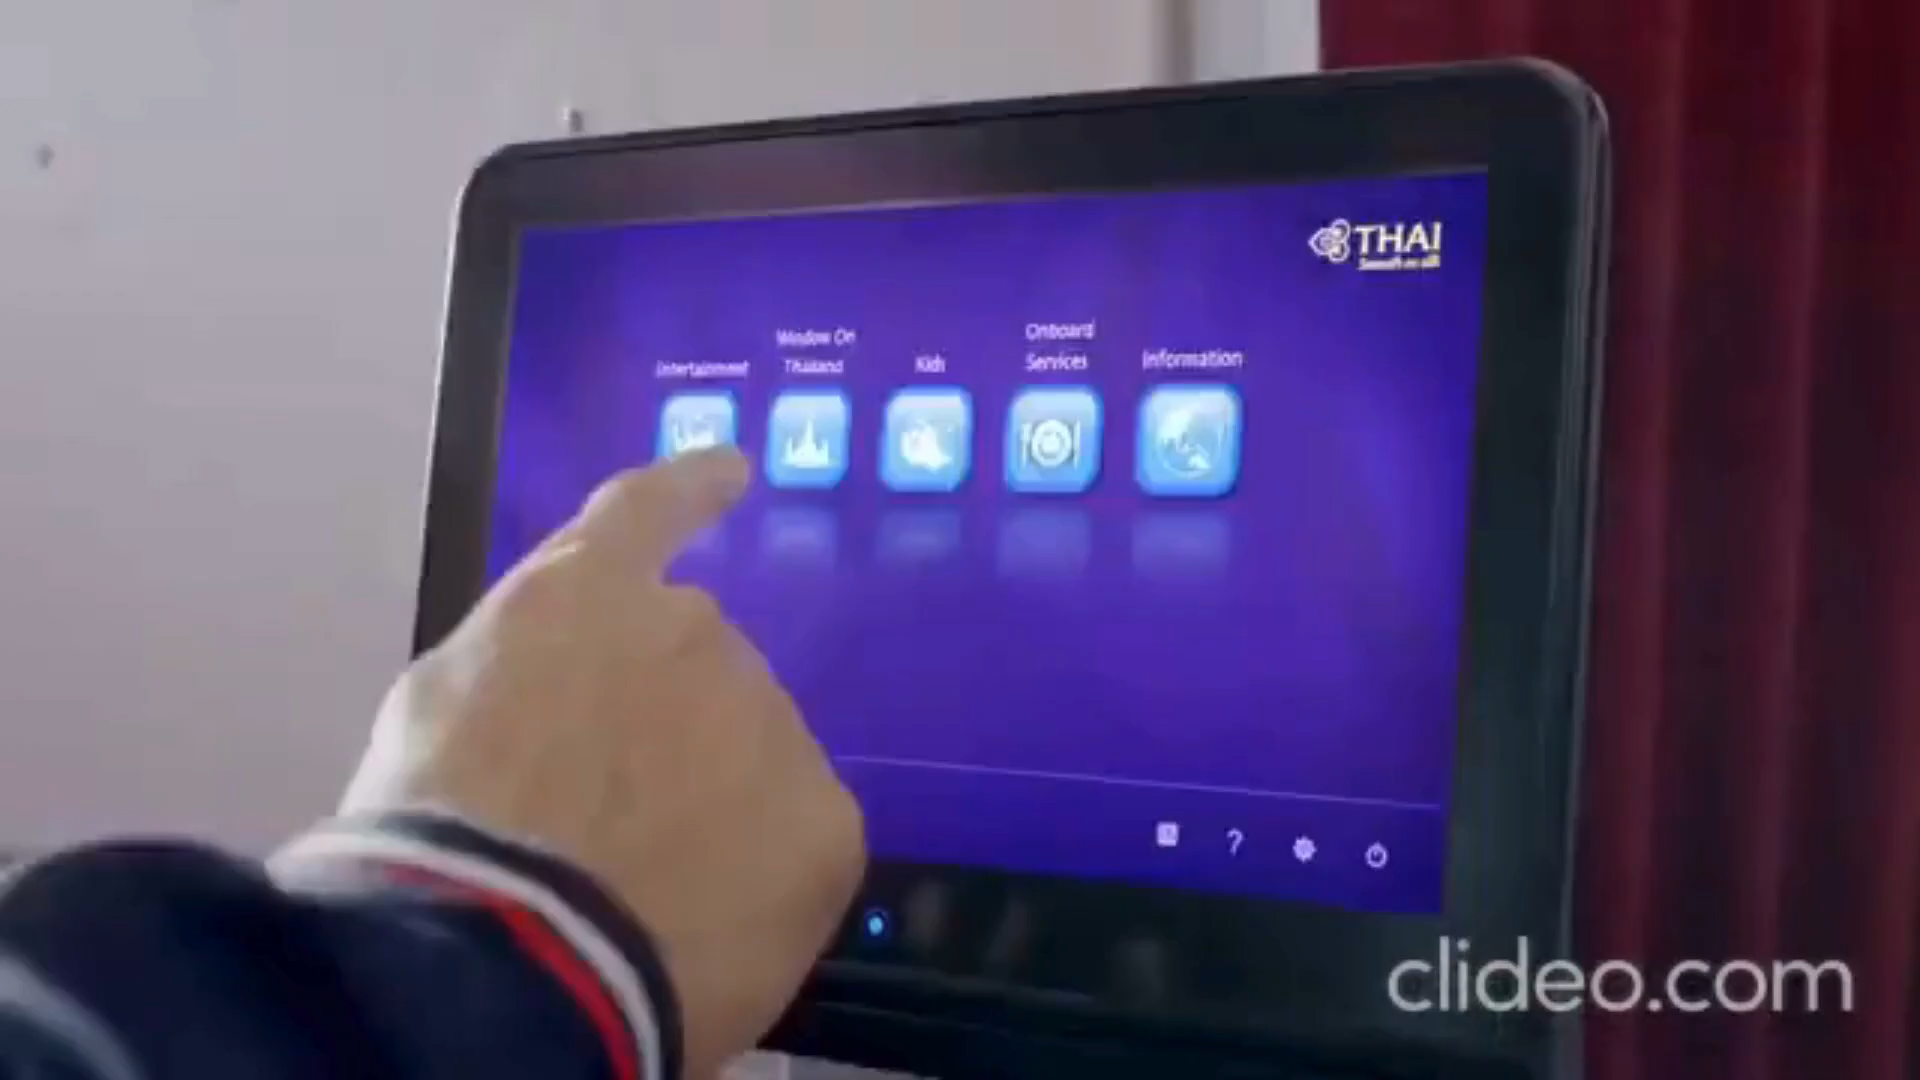 THAI
Entertainment
Window On
Thailand
Kids
Onboard
Services
Information
?
clideo.com